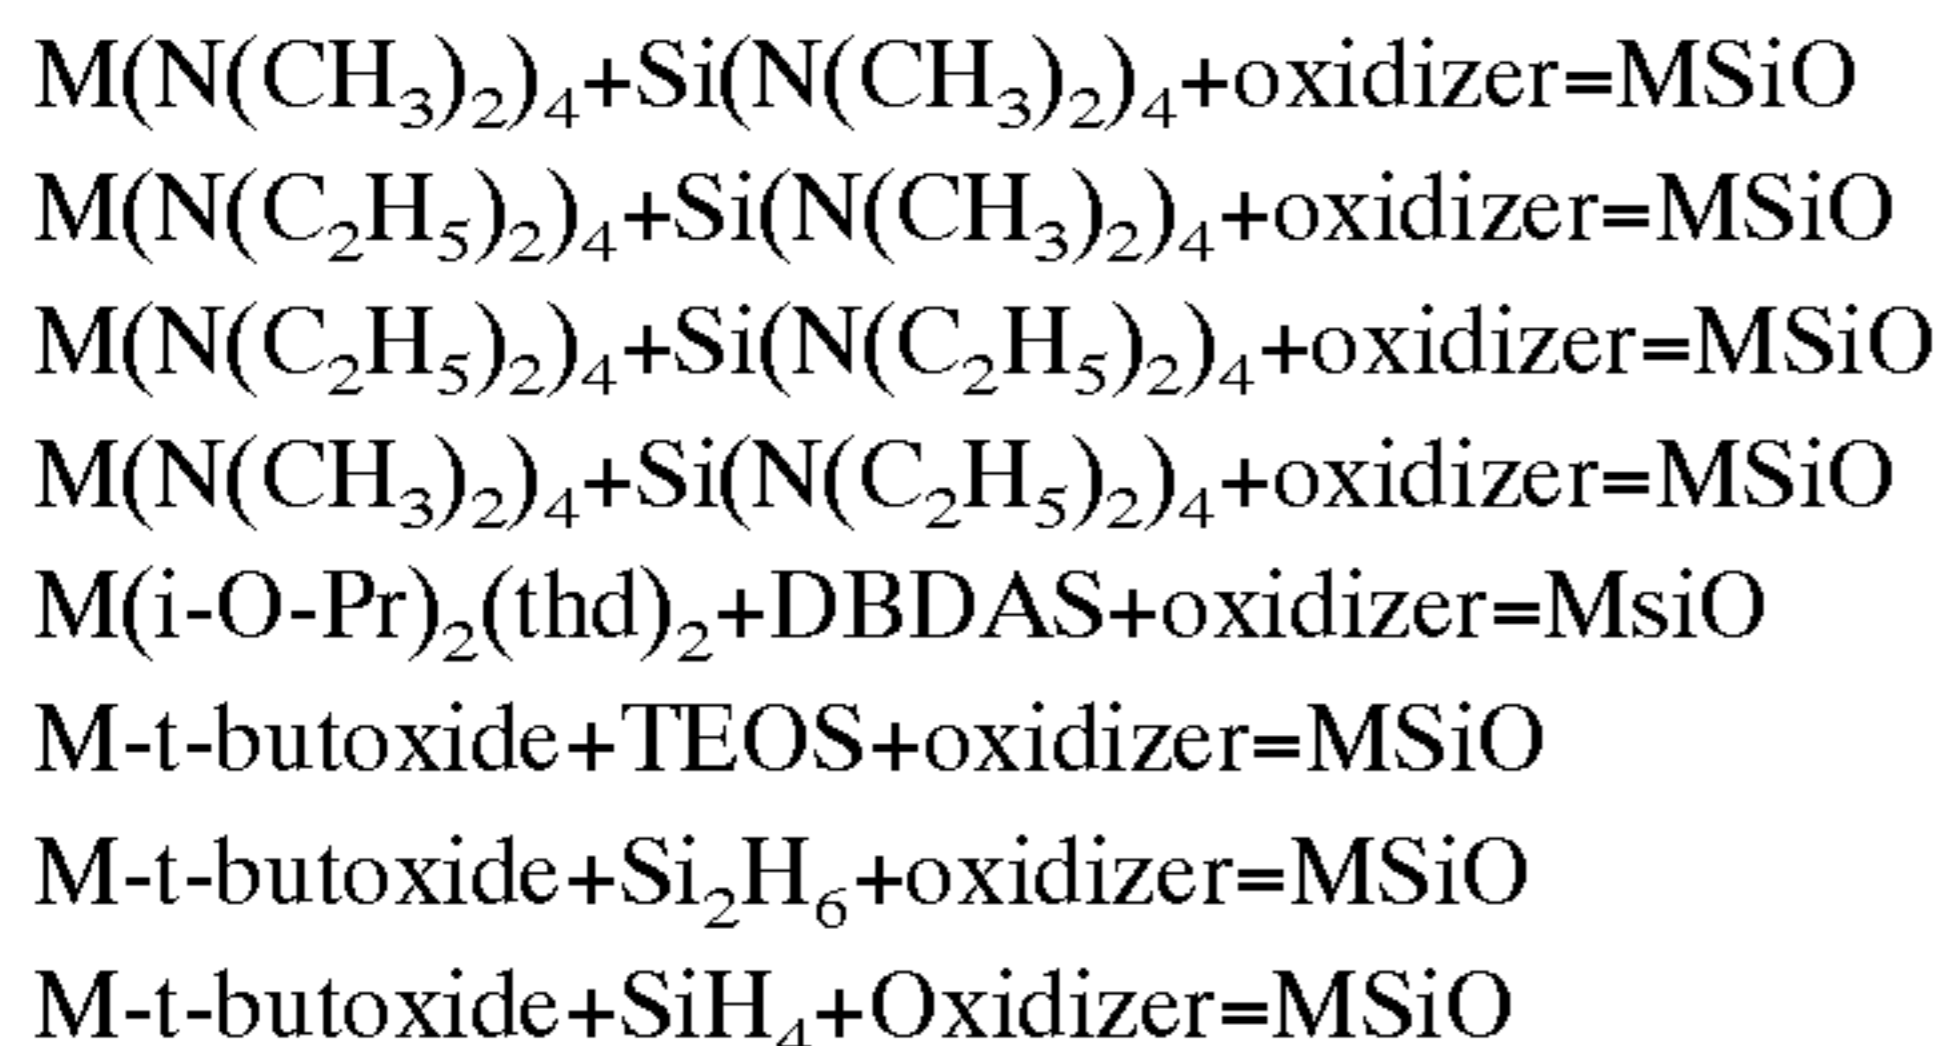 M(N(CH₃)₂)₄+Si(N(CH₃)₂)₄+oxidizer=MSiO
M(N(C₂H₅)₂)₄+Si(N(CH₃)₂)₄+oxidizer=MSiO
M(N(C₂H₅)₂)₄+Si(N(C₂H₅)₂)₄+oxidizer=MSiO
M(N(CH₃)₂)₄+Si(N(C₂H₅)₂)₄+oxidizer=MSiO
M(i-O-Pr)₂(thd)₂+DBDAS+oxidizer=MsiO
M-t-butoxide+TEOS+oxidizer=MSiO
M-t-butoxide+Si₂H₆+oxidizer=MSiO
M-t-butoxide+SiH₄+Oxidizer=MSiO